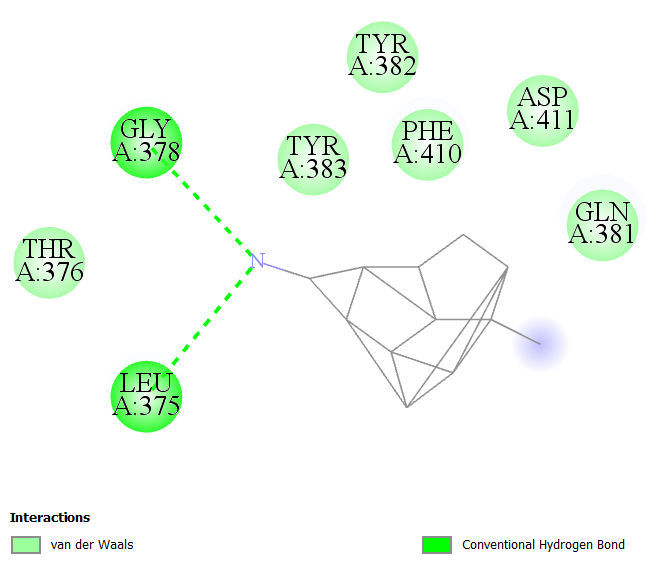 TYR
A:382
ASP
A:411
GLY
A:378
TYR
A:383
PHE
A:410
GLN
A:381
THR
A:376
N
LEU
A:375
Interactions
van der Waals
Conventional Hydrogen Bond